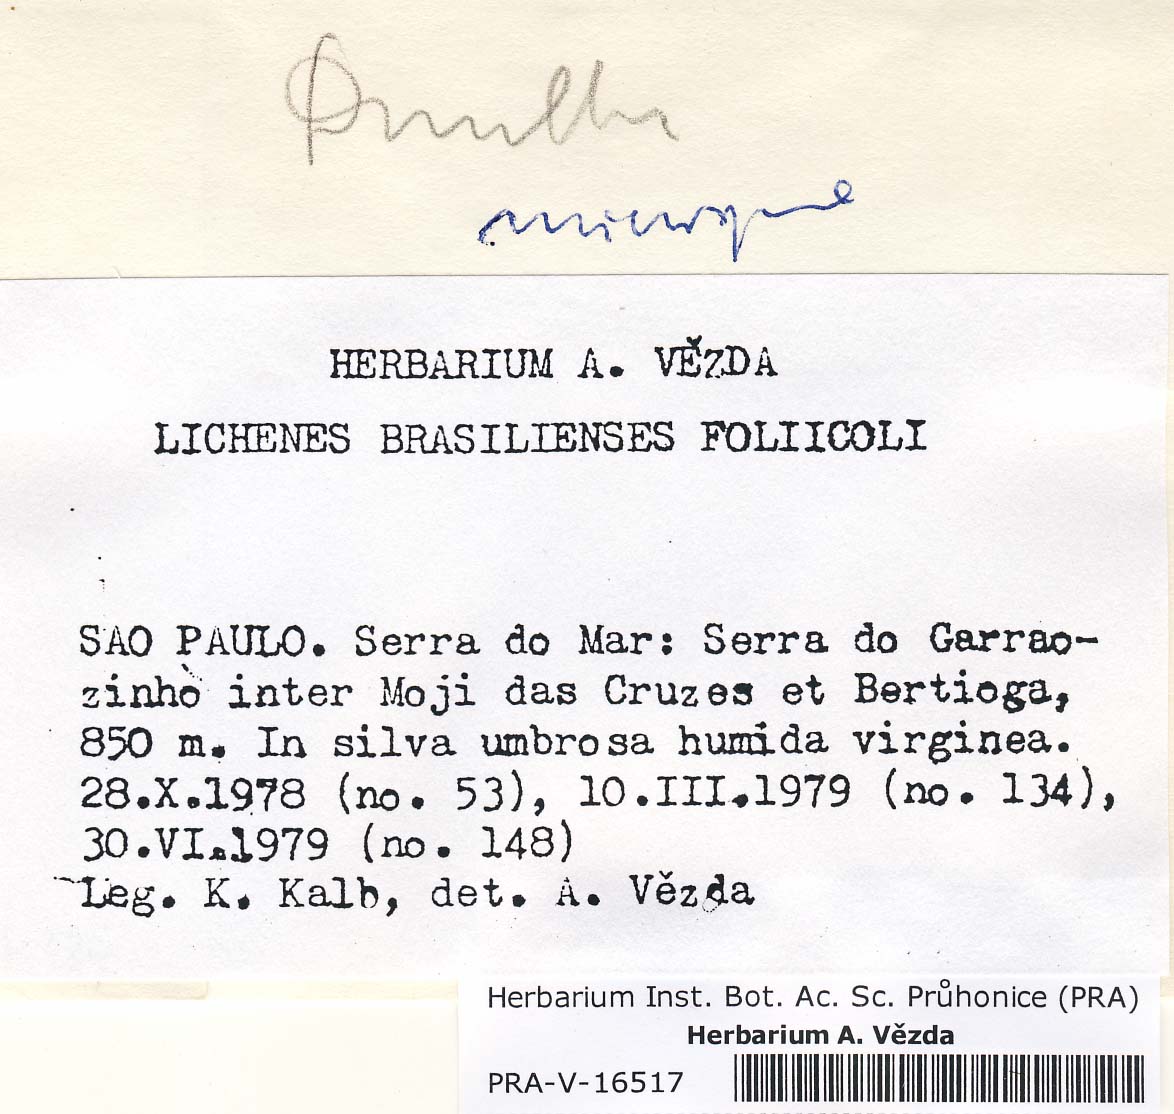 HERBARIUM A. VĚZDA
LICHENES BRASILIENSES FOLIICOLI
SAO PAULO. Serra do Mar: Serra do Garrao-
zinho inter Moji das Cruzes et Bertioga,
850 m. In silva umbrosa humida virginea.
28.X.1978 (no. 53), 10.III.1979 (no. 134),
30.VI.1979 (no. 148)
Leg. K. Kalb, det. A. Vězda
Herbarium Inst. Bot. Ac. Sc. Průhonice (PRA)
Herbarium A. Vězda
PRA-V-16517